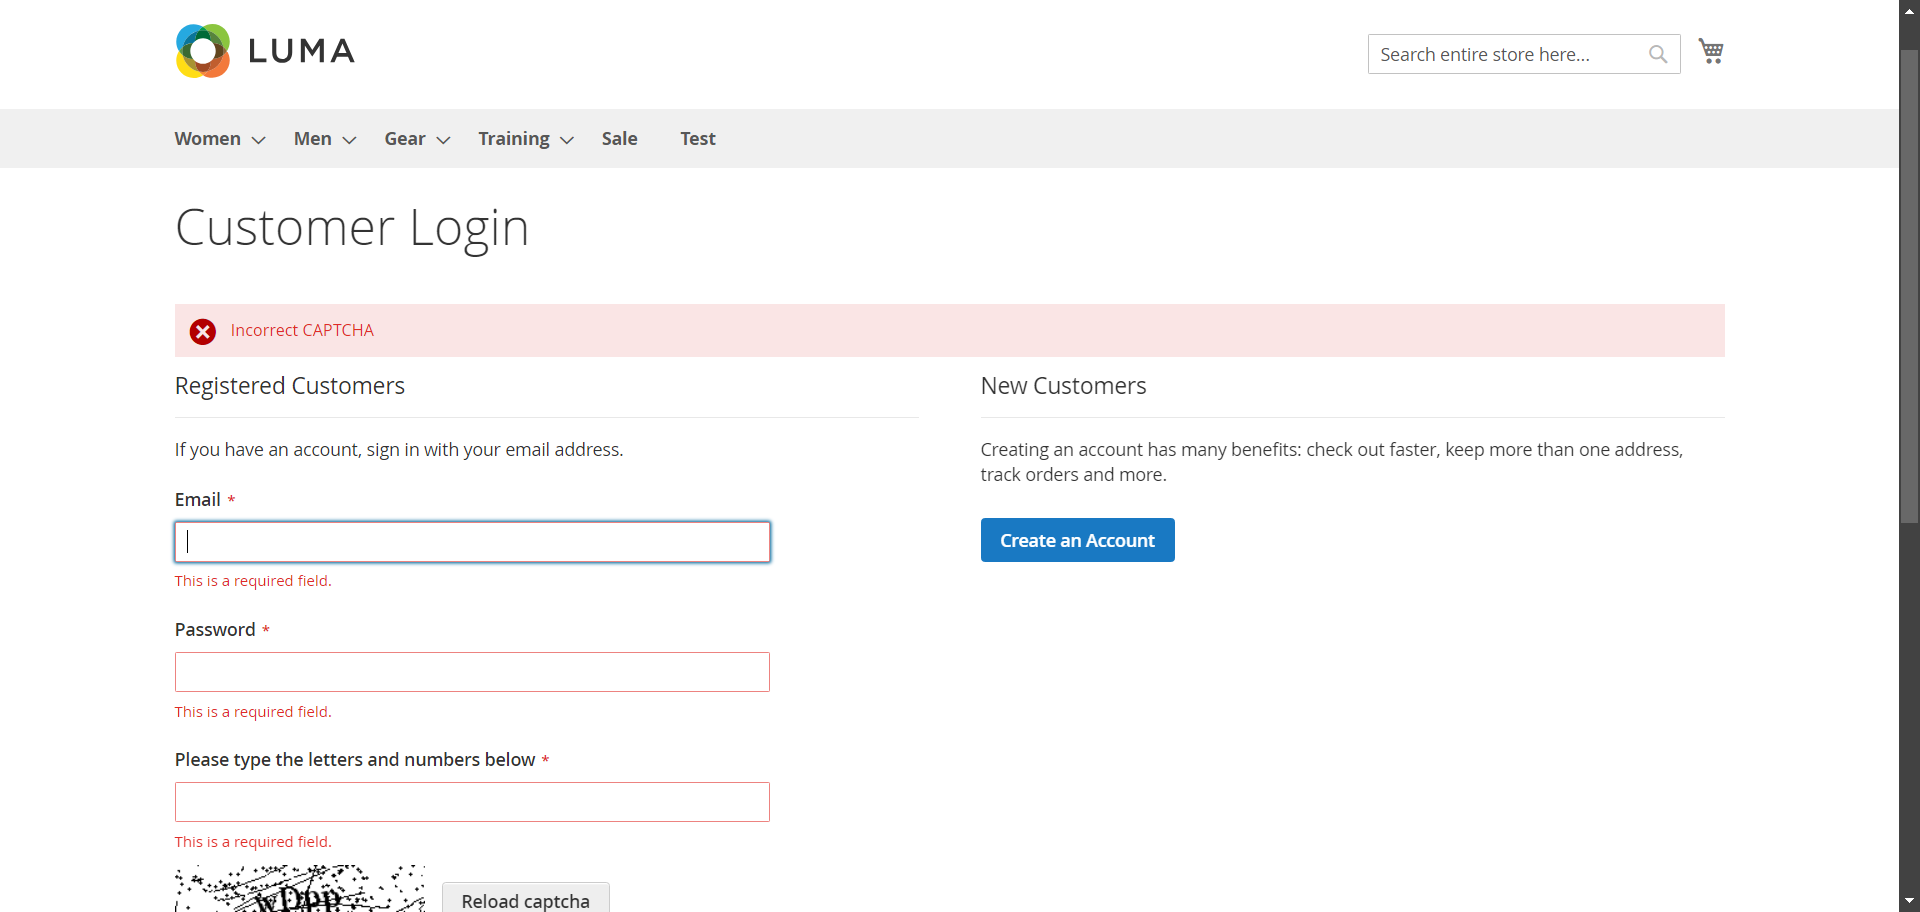 LUMA
Search entire store here...
Women Men Gear Training Sale Test
Customer Login
Incorrect CAPTCHA
Registered Customers
If you have an account, sign in with your email address.
Email *
This is a required field.
Password *
This is a required field.
Please type the letters and numbers below *
This is a required field.
Reload captcha
New Customers
Creating an account has many benefits: check out faster, keep more than one address,
track orders and more.
Create an Account